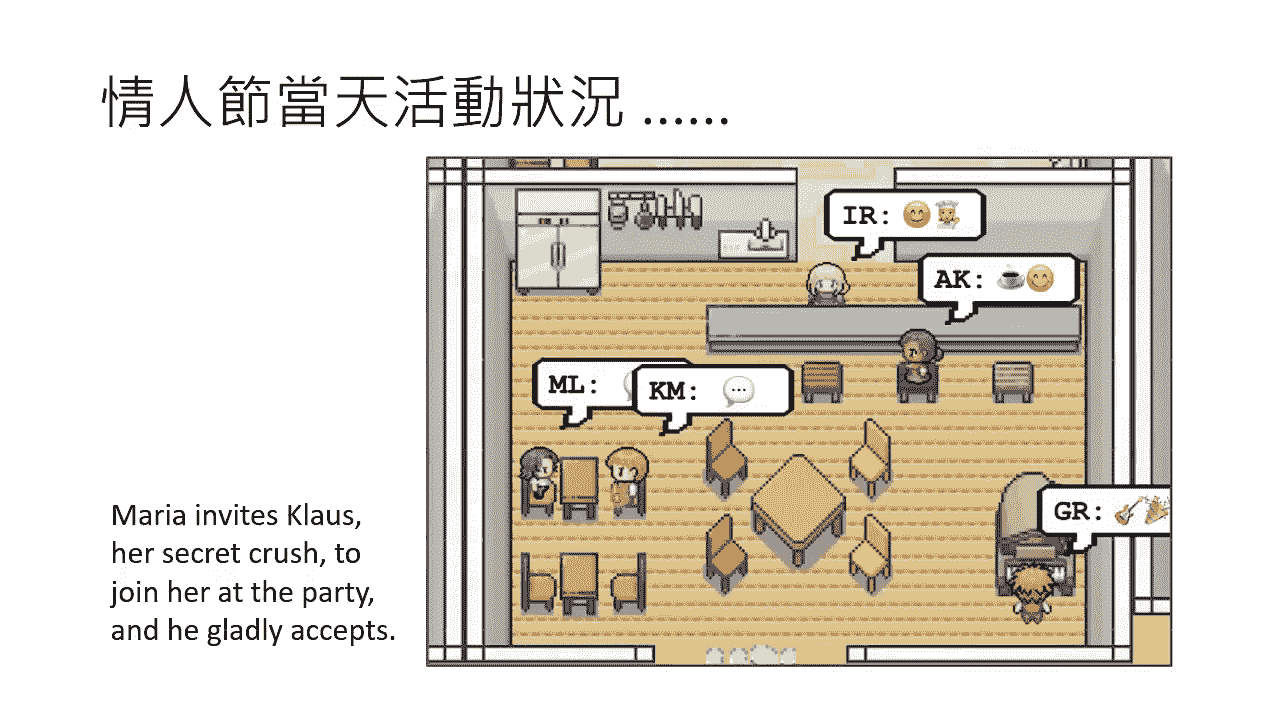 情人節當天活動狀況 ......
IR:
AK:
ML:
KM:
GR:
Maria invites Klaus,
her secret crush, to
join her at the party,
and he gladly accepts.